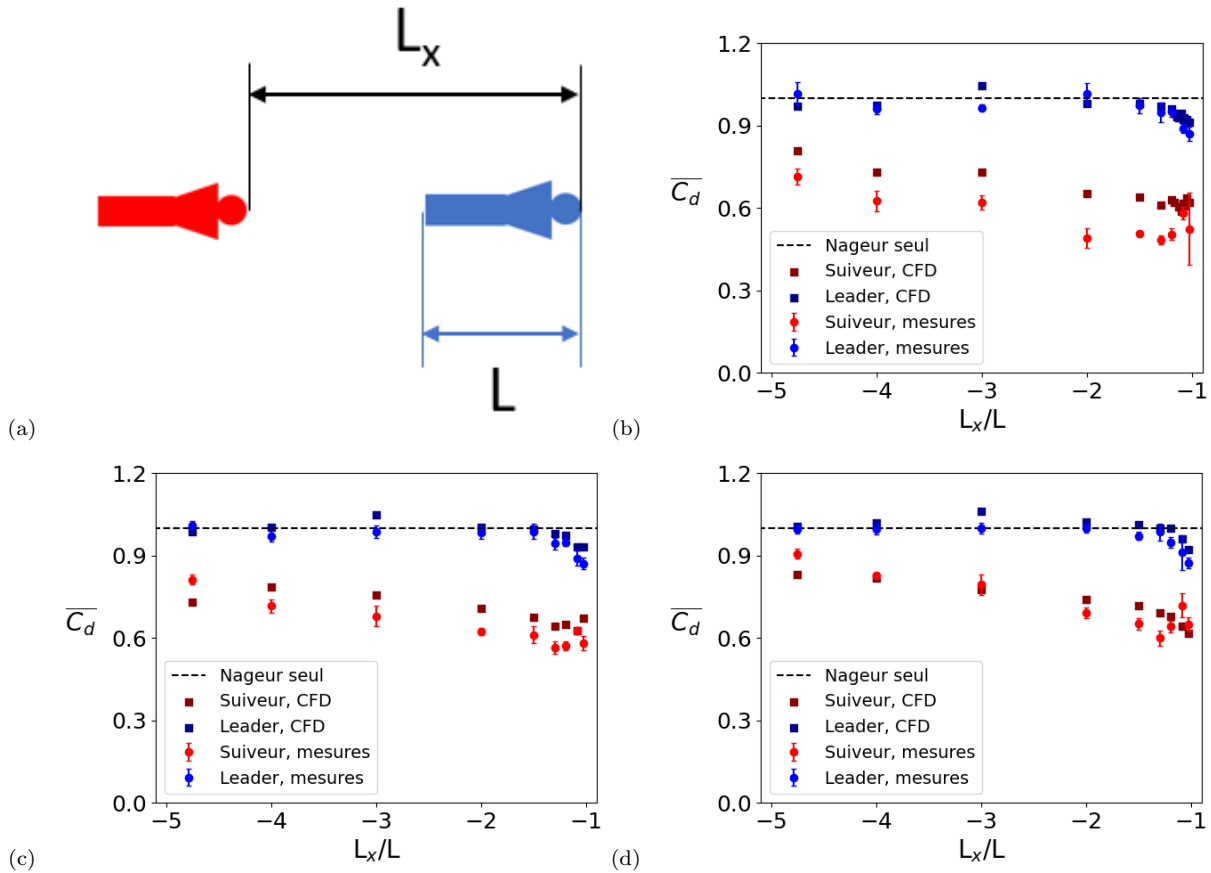 Lx
L
(a)
1.2
0.9
0.6
0.3
0.0
Cd
Nageur seul
Suiveur, CFD
Leader, CFD
Suiveur, mesures
Leader, mesures
−5 −4 −3 −2 −1
Lx/L
(b)
1.2
0.9
0.6
0.3
0.0
Cd
Nageur seul
Suiveur, CFD
Leader, CFD
Suiveur, mesures
Leader, mesures
−5 −4 −3 −2 −1
Lx/L
(c)
1.2
0.9
0.6
0.3
0.0
Cd
Nageur seul
Suiveur, CFD
Leader, CFD
Suiveur, mesures
Leader, mesures
−5 −4 −3 −2 −1
Lx/L
(d)